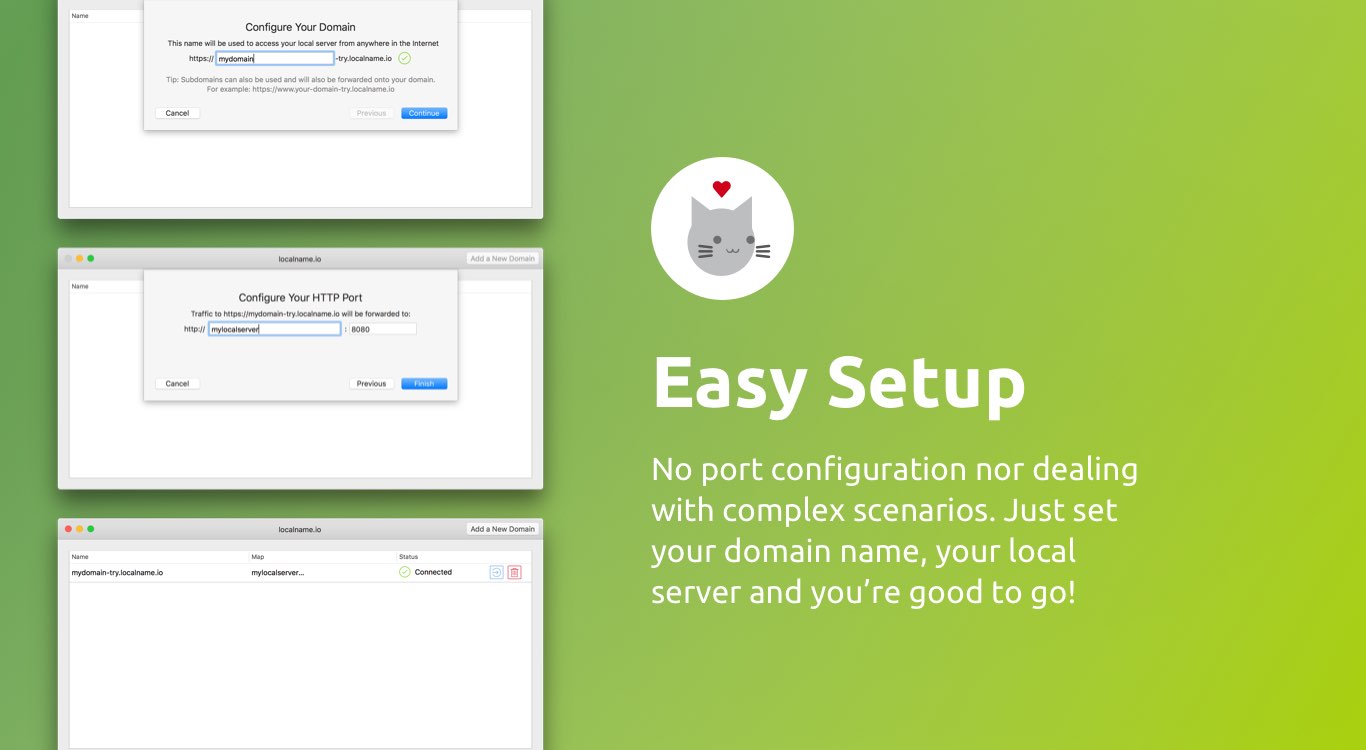 Name
Configure Your Domain
This name will be used to access your local server from anywhere in the Internet
https:// mydomain -try.localname.io
Tip: Subdomains can also be used and will also be forwarded onto your domain.
For example: https://www.your-domain-try.localname.io
Cancel Previous Continue
localname.io Add a New Domain
Name
Configure Your HTTP Port
Traffic to https://mydomain-try.localname.io will be forwarded to:
http:// mylocalserver : 8080
Cancel Previous Finish
localname.io Add a New Domain
Name Map Status
mydomain-try.localname.io mylocalserver... Connected
Easy Setup
No port configuration nor dealing
with complex scenarios. Just set
your domain name, your local
server and you’re good to go!